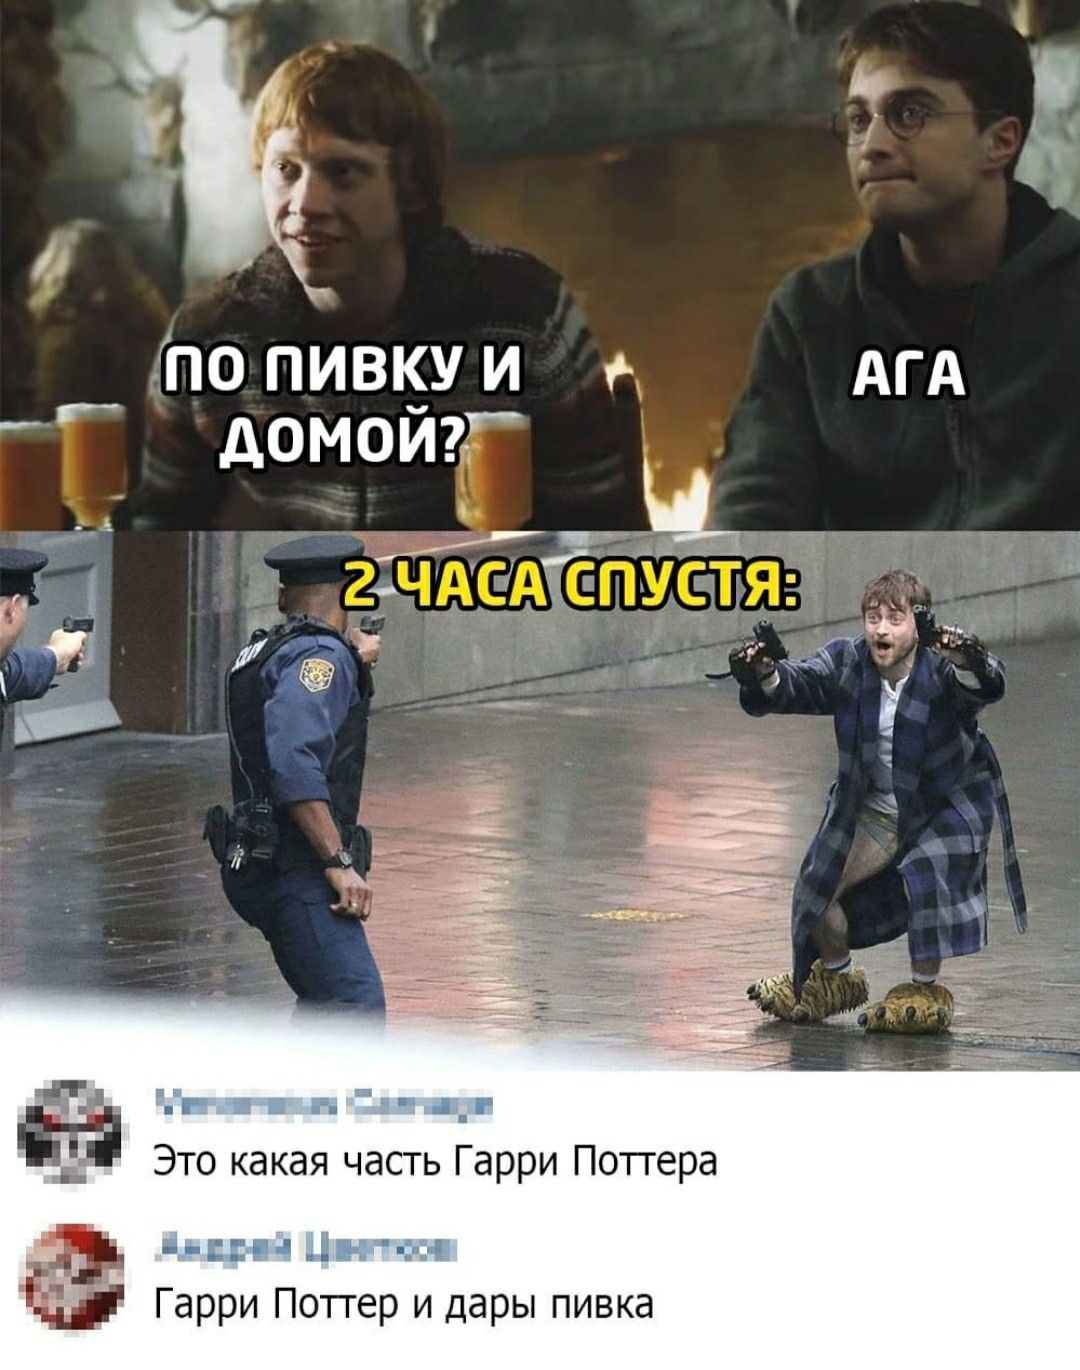 ПО ПИВКУ И
ДОМОЙ?
АГА
2 ЧАСА СПУСТЯ:
Это какая часть Гарри Поттера
Гарри Поттер и дары пивка